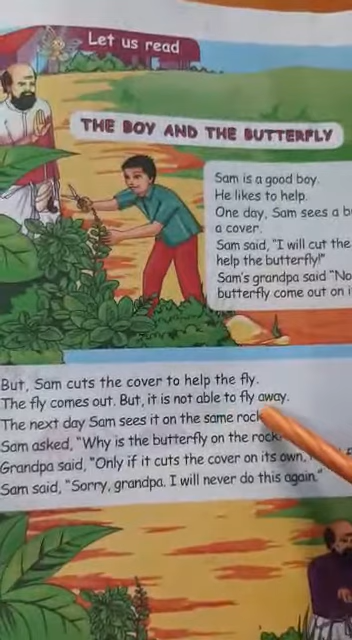 Let us read
THE BOY AND THE BUTTERFLY
Sam is a good boy.
He likes to help.
One day, Sam sees a
a cover.
Sam said, "I will cut the
help the butterfly!"
Sam's grandpa said "No
butterfly come out on
But, Sam cuts the cover to help the fly.
The fly comes out. But, it is not able to fly away.
The next day Sam sees it on the same rock
Sam asked, "Why is the butterfly on the rock
Grandpa said, "Only if it cuts the cover on its own,
Sam said, "Sorry, grandpa. I will never do this again."